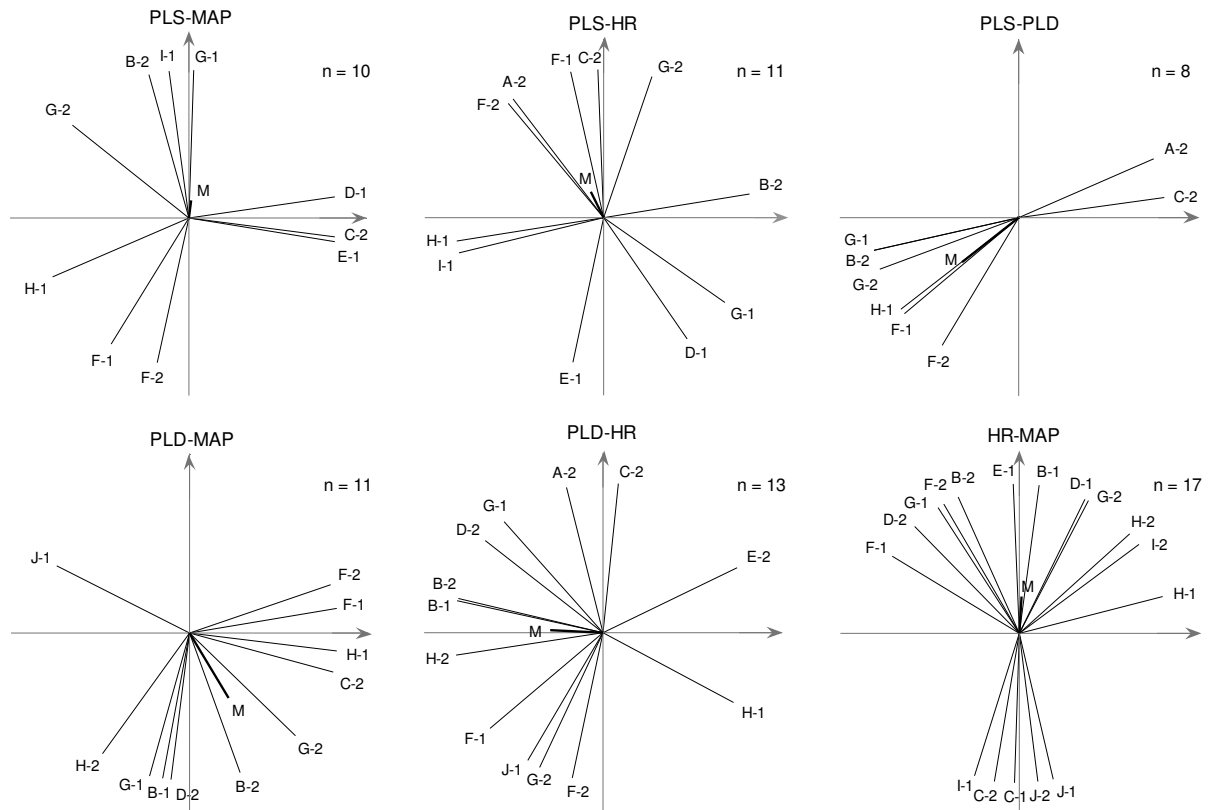 PLS-MAP
n = 10
B-2
I-1
G-1
G-2
M
D-1
C-2
E-1
H-1
F-1
F-2
PLS-HR
n = 11
F-1
C-2
G-2
A-2
F-2
M
B-2
H-1
I-1
G-1
D-1
E-1
PLS-PLD
n = 8
A-2
C-2
G-1
B-2
M
G-2
H-1
F-1
F-2
PLD-MAP
n = 11
J-1
F-2
F-1
H-1
C-2
M
G-2
H-2
G-1
B-1
D-2
B-2
PLD-HR
n = 13
A-2
C-2
G-1
D-2
E-2
B-2
B-1
M
H-2
H-1
F-1
J-1
G-2
F-2
HR-MAP
n = 17
E-1
B-1
F-2
B-2
D-1
G-2
G-1
D-2
H-2
F-1
I-2
M
H-1
I-1
C-2
C-1
J-2
J-1